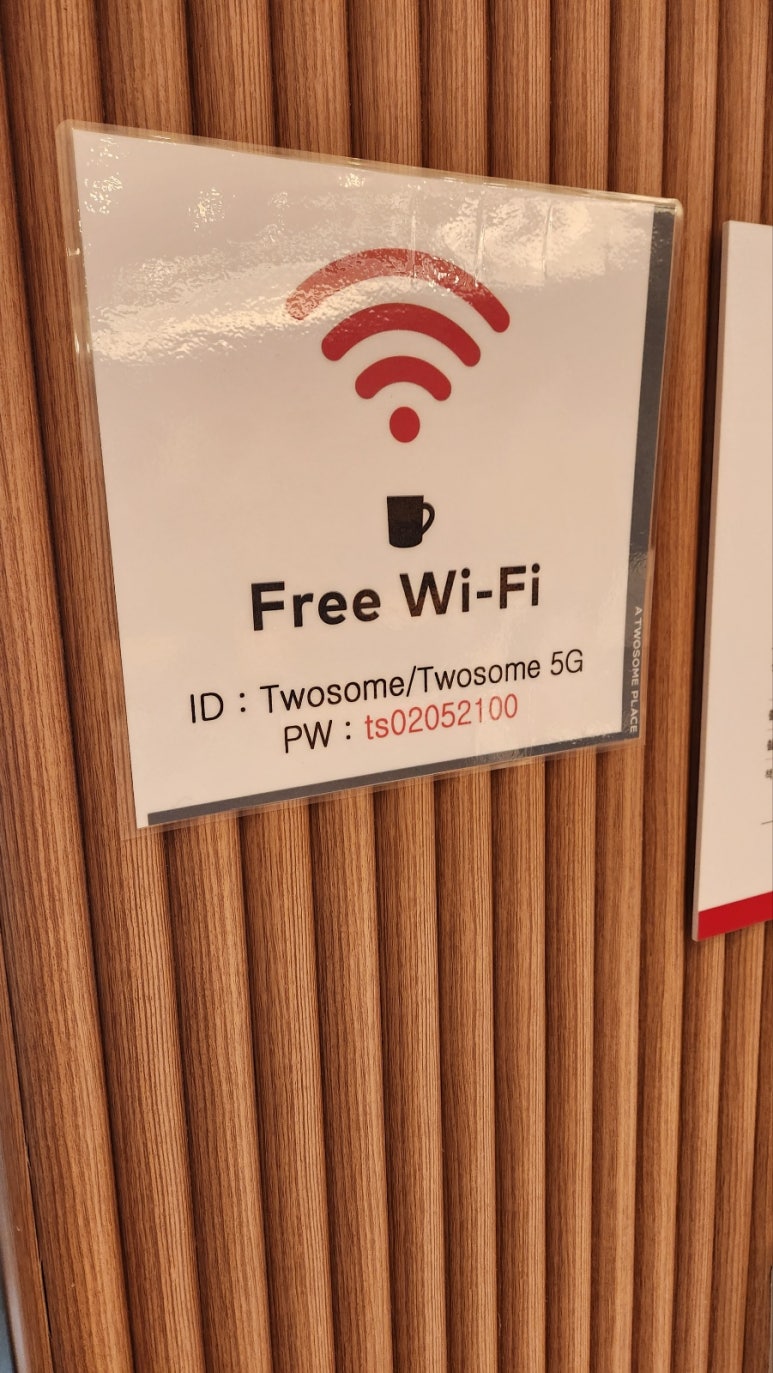 Free Wi-Fi
ID : Twosome/Twosome 5G
PW : ts02052100
A TWOSOME PLACE